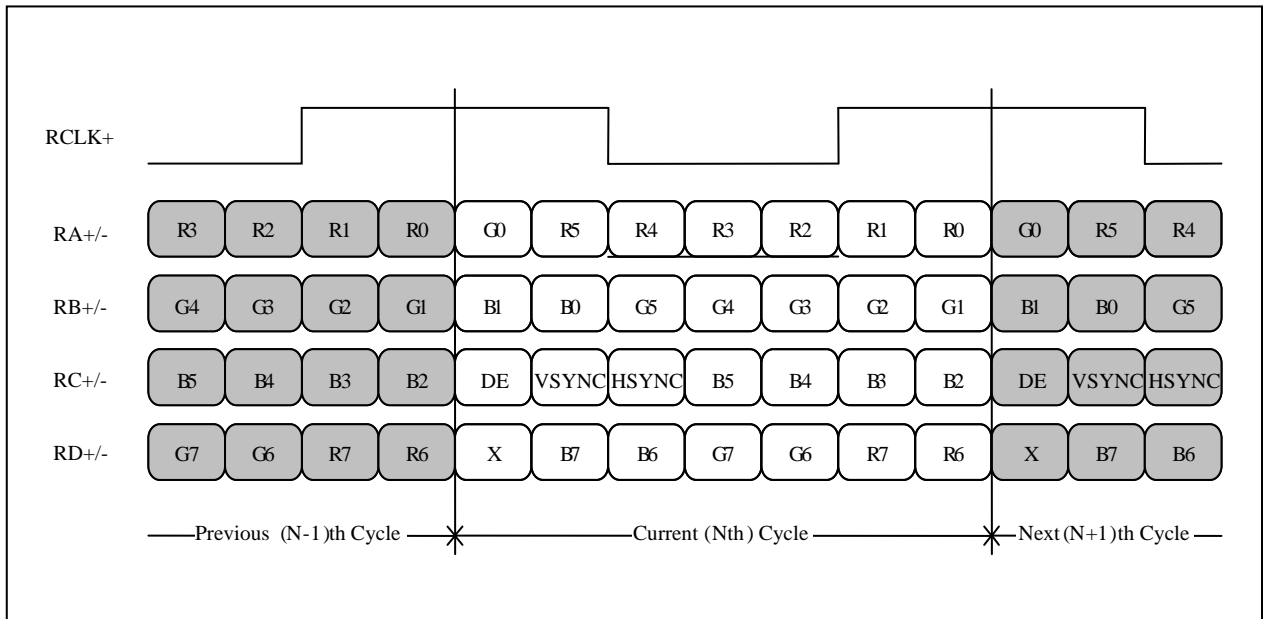 RCLK+
RA+/- R3 R2 R1 R0 G0 R5 R4 R3 R2 R1 R0 G0 R5 R4
RB+/- G4 G3 G2 G1 B1 B0 G5 G4 G3 G2 G1 B1 B0 G5
RC+/- B5 B4 B3 B2 DE VSYNC HSYNC B5 B4 B3 B2 DE VSYNC HSYNC
RD+/- G7 G6 R7 R6 X B7 B6 G7 G6 R7 R6 X B7 B6
Previous (N-1)th Cycle Current (Nth) Cycle Next (N+1)th Cycle